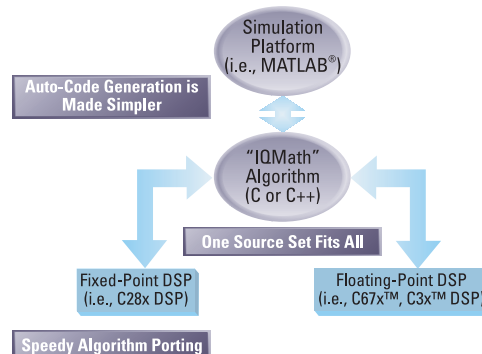 Simulation
Platform
(i.e., MATLAB®)
Auto-Code Generation is
Made Simpler
“IQMath”
Algorithm
(C or C++)
One Source Set Fits All
Fixed-Point DSP
(i.e., C28x DSP)
Floating-Point DSP
(i.e., C67x™, C3x™ DSP)
Speedy Algorithm Porting